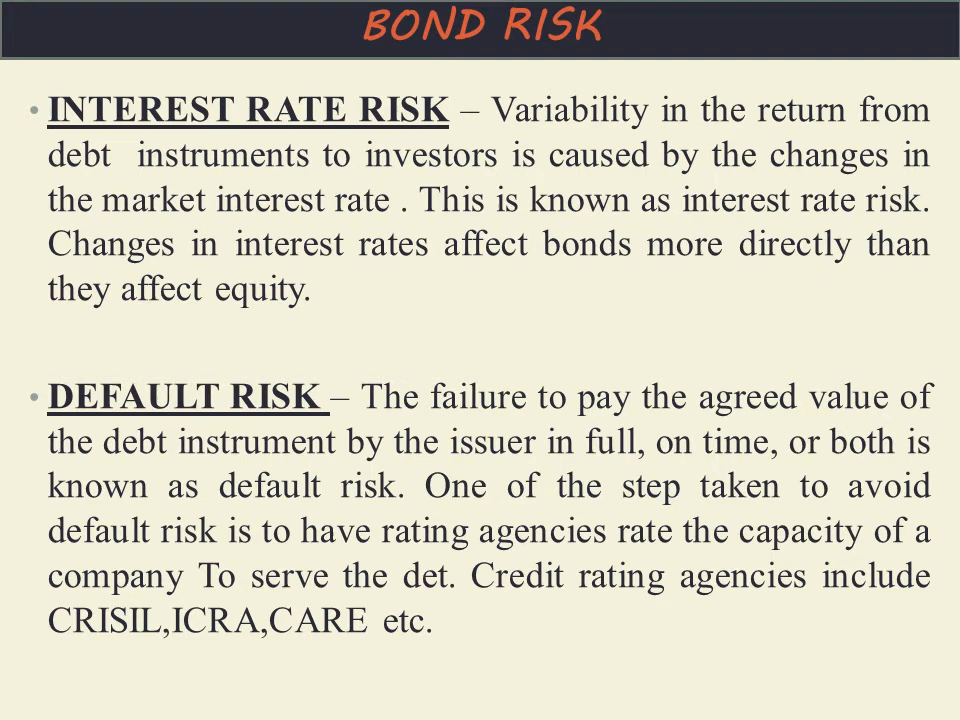 BOND RISK
• INTEREST RATE RISK – Variability in the return from
debt instruments to investors is caused by the changes in
the market interest rate . This is known as interest rate risk.
Changes in interest rates affect bonds more directly than
they affect equity.
• DEFAULT RISK – The failure to pay the agreed value of
the debt instrument by the issuer in full, on time, or both is
known as default risk. One of the step taken to avoid
default risk is to have rating agencies rate the capacity of a
company To serve the det. Credit rating agencies include
CRISIL,ICRA,CARE etc.